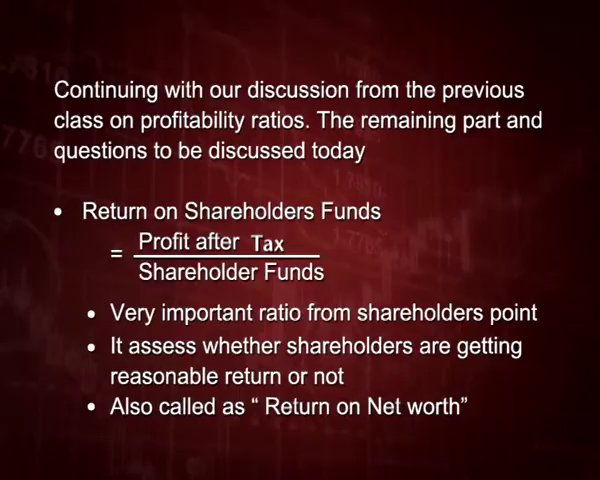 Continuing with our discussion from the previous
class on profitability ratios. The remaining part and
questions to be discussed today
• Return on Shareholders Funds
= Profit after Tax
Shareholder Funds
• Very important ratio from shareholders point
• It assess whether shareholders are getting
reasonable return or not
• Also called as “ Return on Net worth”